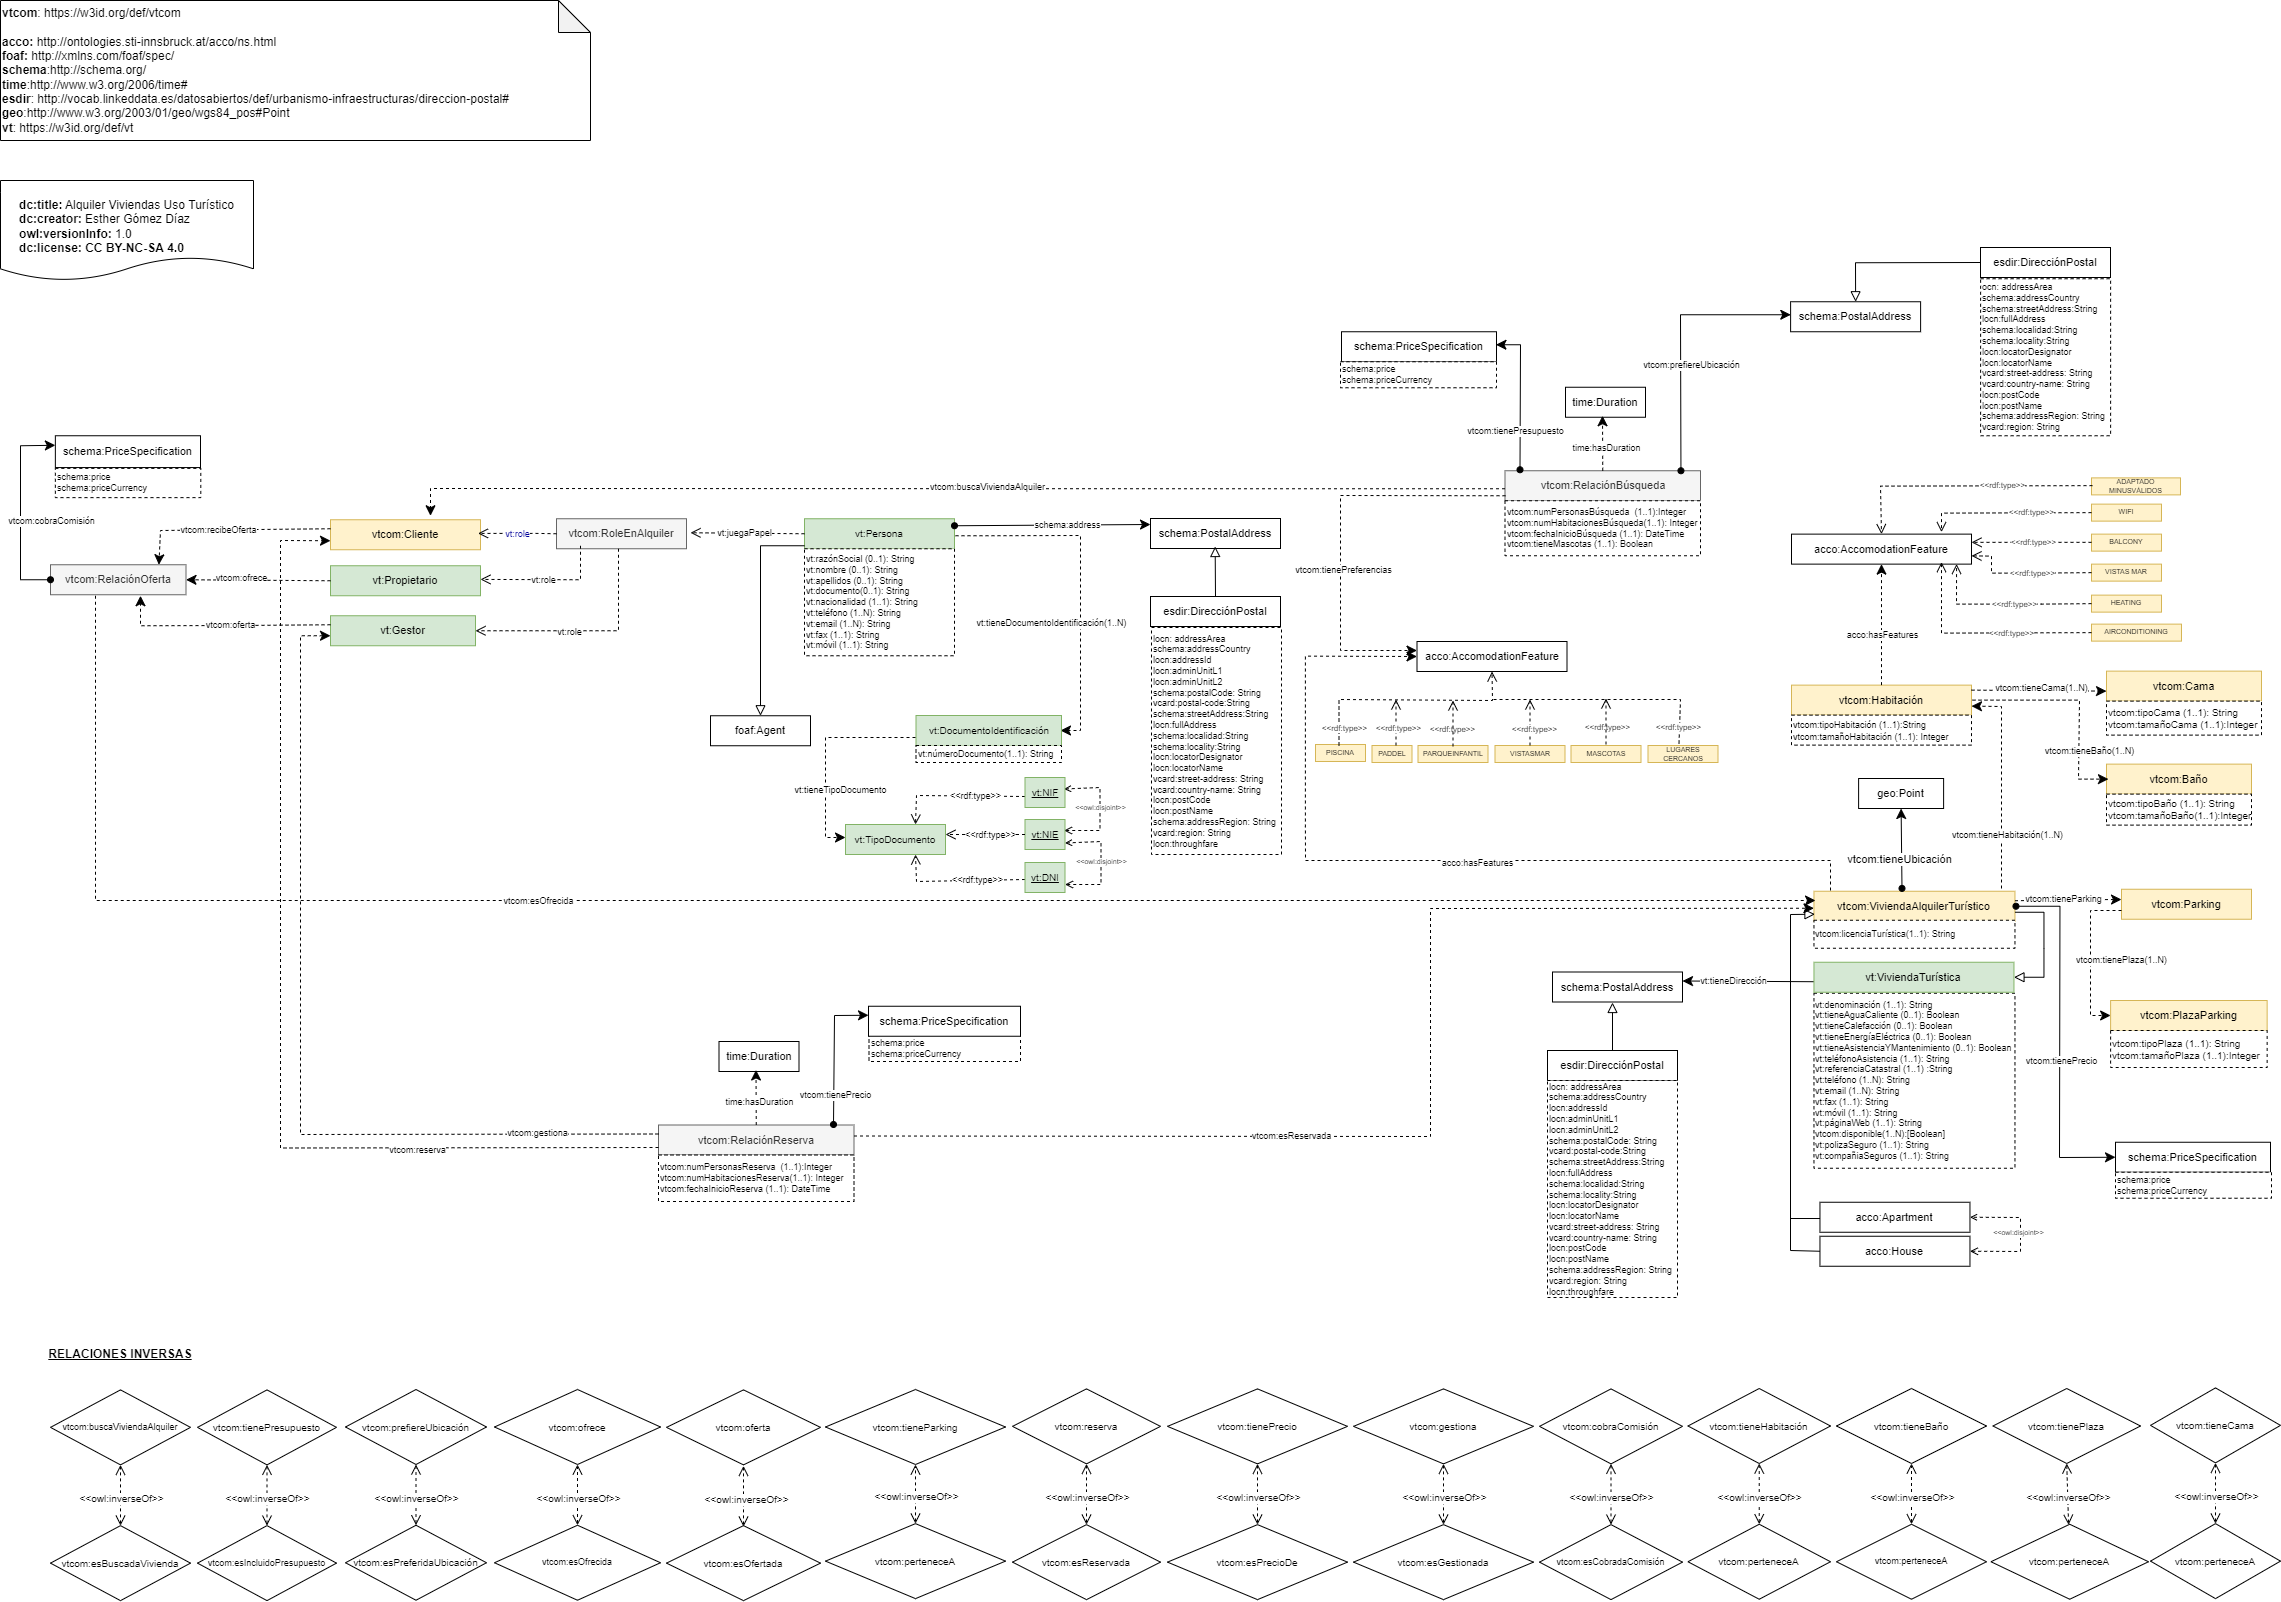 vtcom: https://w3id.org/def/vtcom
acco: http://ontologies.sti-innsbruck.at/acco/ns.html
foaf: http://xmlns.com/foaf/spec/
schema:http://schema.org/
time:http://www.w3.org/2006/time#
esdir: http://vocab.linkeddata.es/datosabiertos/def/urbanismo-infraestructuras/direccion-postal#
geo:http://www.w3.org/2003/01/geo/wgs84_pos#Point
vt: https://w3id.org/def/vt
dc:title: Alquiler Viviendas Uso Turístico
dc:creator: Esther Gómez Díaz
owl:versionInfo: 1.0
dc:license: CC BY-NC-SA 4.0
esdir:DirecciónPostal
ocn: addressArea
schema:addressCountry
schema:streetAddress:String
locn:fullAddress
schema:localidad:String
schema:locality:String
locn:locatorDesignator
locn:locatorName
vcard:street-address: String
vcard:country-name: String
locn:postCode
locn:postName
schema:addressRegion: String
vcard:region: String
schema:PostalAddress
vtcom:prefiereUbicación
schema:PriceSpecification
schema:price
schema:priceCurrency
vtcom:tienePresupuesto
time:Duration
time:hasDuration
vtcom:RelaciónBúsqueda
vtcom:numPersonasBúsqueda (1..1):Integer
vtcom:numHabitacionesBúsqueda(1..1): Integer
vtcom:fechaInicioBúsqueda (1..1): DateTime
vtcom:tieneMascotas (1..1): Boolean
vtcom:buscaViviendaAlquiler
vtcom:tienePreferencias
schema:PriceSpecification
schema:price
schema:priceCurrency
vtcom:cobraComisión
vtcom:RelaciónOferta
vtcom:recibeOferta
vtcom:ofrece
vtcom:oferta
vtcom:Cliente
vt:Propietario
vt:Gestor
vt:role
vt:role
vt:role
vtcom:RoleEnAlquiler
vt:juegaPapel
vt:Persona
vt:razónSocial (0..1): String
vt:nombre (0..1): String
vt:apellidos (0..1): String
vt:documento(0..1): String
vt:nacionalidad (1..1): String
vt:teléfono (1..N): String
vt:email (1..N): String
vt:fax (1..1): String
vt:móvil (1..1): String
schema:address
vt:tieneDocumentoIdentificación(1..N)
schema:PostalAddress
esdir:DirecciónPostal
locn: addressArea
schema:addressCountry
locn:addressId
locn:adminUnitL1
locn:adminUnitL2
schema:postalCode: String
vcard:postal-code:String
schema:streetAddress:String
locn:fullAddress
schema:localidad:String
schema:locality:String
locn:locatorDesignator
locn:locatorName
vcard:street-address: String
vcard:country-name: String
locn:postCode
locn:postName
schema:addressRegion: String
vcard:region: String
locn:throughfare
foaf:Agent
vt:DocumentoIdentificación
vt:númeroDocumento(1..1): String
vt:tieneTipoDocumento
vt:TipoDocumento
<<rdf:type>>
<<rdf:type>>
<<rdf:type>>
vt:NIF
vt:NIE
vt:DNI
<<owl:disjoint>>
<<owl:disjoint>>
acco:AccomodationFeature
<<rdf:type>>
<<rdf:type>>
<<rdf:type>>
<<rdf:type>>
<<rdf:type>>
<<rdf:type>>
PISCINA
PADDEL
PARQUEINFANTIL
VISTASMAR
MASCOTAS
LUGARES
CERCANOS
acco:hasFeatures
acco:AccomodationFeature
<<rdf:type>>
ADAPTADO
MINUSVÁLIDOS
<<rdf:type>>
WIFI
<<rdf:type>>
BALCONY
<<rdf:type>>
VISTAS MAR
<<rdf:type>>
HEATING
<<rdf:type>>
AIRCONDITIONING
acco:hasFeatures
vtcom:Habitación
vtcom:tipoHabitación (1..1):String
vtcom:tamañoHabitación (1..1): Integer
vtcom:tieneCama(1..N)
vtcom:Cama
vtcom:tipoCama (1..1): String
vtcom:tamañoCama (1..1):Integer
vtcom:tieneBaño(1..N)
vtcom:Baño
vtcom:tipoBaño (1..1): String
vtcom:tamañoBaño(1..1):Integer
geo:Point
vtcom:tieneUbicación
vtcom:tieneHabitación(1..N)
vtcom:esOfrecida
vtcom:ViviendaAlquilerTurístico
vtcom:licenciaTurística(1..1): String
vtcom:tieneParking
vtcom:Parking
vtcom:tienePlaza(1..N)
vtcom:PlazaParking
vtcom:tipoPlaza (1..1): String
vtcom:tamañoPlaza (1..1):Integer
vt:ViviendaTurística
vt:denominación (1..1): String
vt:tieneAguaCaliente (0..1): Boolean
vt:tieneCalefacción (0..1): Boolean
vt:tieneEnergíaEléctrica (0..1): Boolean
vt:tieneAsistenciaYMantenimiento (0..1): Boolean
vt:teléfonoAsistencia (1..1): String
vt:referenciaCatastral (1..1) :String
vt:teléfono (1..N): String
vt:email (1..N): String
vt:fax (1..1): String
vt:móvil (1..1): String
vt:páginaWeb (1..1): String
vtcom:disponible(1..N):[Boolean]
vt:polizaSeguro (1..1): String
vt:compañiaSeguros (1..1): String
vt:tieneDirección
schema:PostalAddress
esdir:DirecciónPostal
locn: addressArea
schema:addressCountry
locn:addressId
locn:adminUnitL1
locn:adminUnitL2
schema:postalCode: String
vcard:postal-code:String
schema:streetAddress:String
locn:fullAddress
schema:localidad:String
schema:locality:String
locn:locatorDesignator
locn:locatorName
vcard:street-address: String
vcard:country-name: String
locn:postCode
locn:postName
schema:addressRegion: String
vcard:region: String
locn:throughfare
vtcom:tienePrecio
schema:PriceSpecification
schema:price
schema:priceCurrency
acco:Apartment
acco:House
<<owl:disjoint>>
schema:PriceSpecification
schema:price
schema:priceCurrency
time:Duration
time:hasDuration
vtcom:tienePrecio
vtcom:RelaciónReserva
vtcom:numPersonasReserva (1..1):Integer
vtcom:numHabitacionesReserva(1..1): Integer
vtcom:fechaInicioReserva (1..1): DateTime
vtcom:gestiona
vtcom:reserva
vtcom:esReservada
RELACIONES INVERSAS
vtcom:buscaViviendaAlquiler
vtcom:tienePresupuesto
vtcom:prefiereUbicación
vtcom:ofrece
vtcom:oferta
vtcom:tieneParking
vtcom:reserva
vtcom:tienePrecio
vtcom:gestiona
vtcom:cobraComisión
vtcom:tieneHabitación
vtcom:tieneBaño
vtcom:tienePlaza
vtcom:tieneCama
<<owl:inverseOf>>
<<owl:inverseOf>>
<<owl:inverseOf>>
<<owl:inverseOf>>
<<owl:inverseOf>>
<<owl:inverseOf>>
<<owl:inverseOf>>
<<owl:inverseOf>>
<<owl:inverseOf>>
<<owl:inverseOf>>
<<owl:inverseOf>>
<<owl:inverseOf>>
<<owl:inverseOf>>
<<owl:inverseOf>>
vtcom:esBuscadaVivienda
vtcom:esIncluidoPresupuesto
vtcom:esPreferidaUbicación
vtcom:esOfrecida
vtcom:esOfertada
vtcom:perteneceA
vtcom:esReservada
vtcom:esPrecioDe
vtcom:esGestionada
vtcom:esCobradaComisión
vtcom:perteneceA
vtcom:perteneceA
vtcom:perteneceA
vtcom:perteneceA